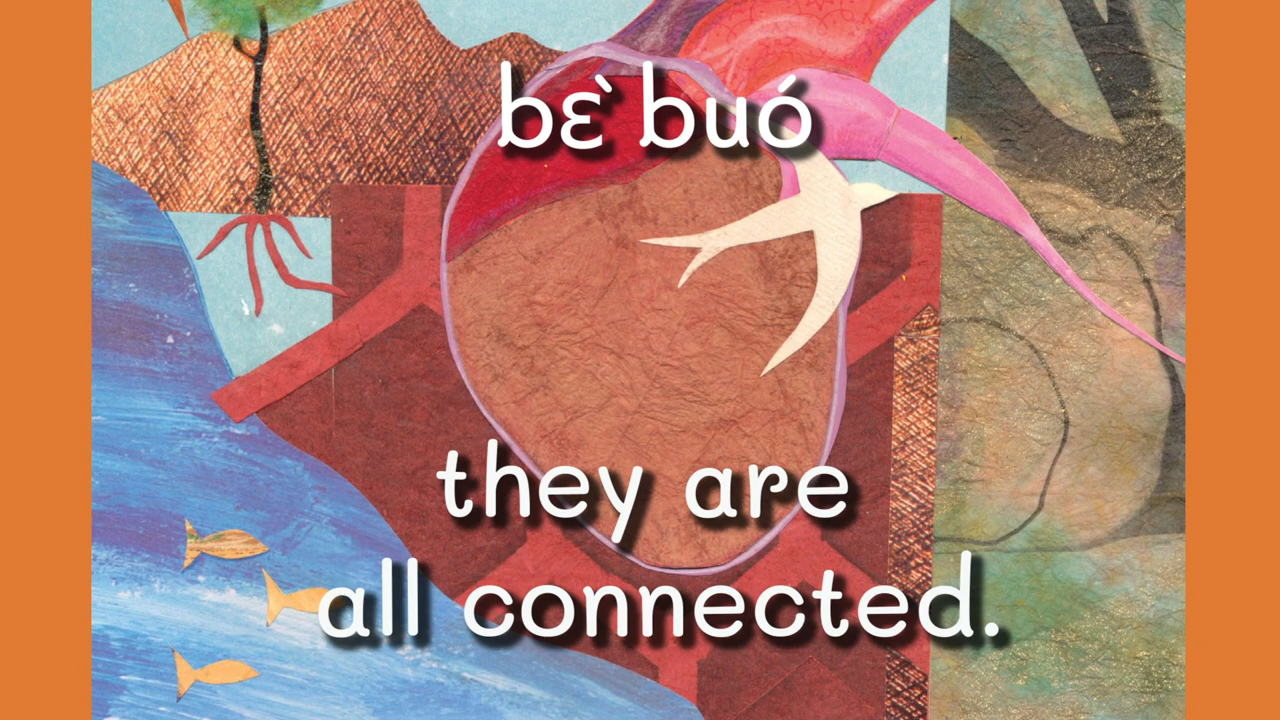 bɛ̀ buó
they are
all connected.